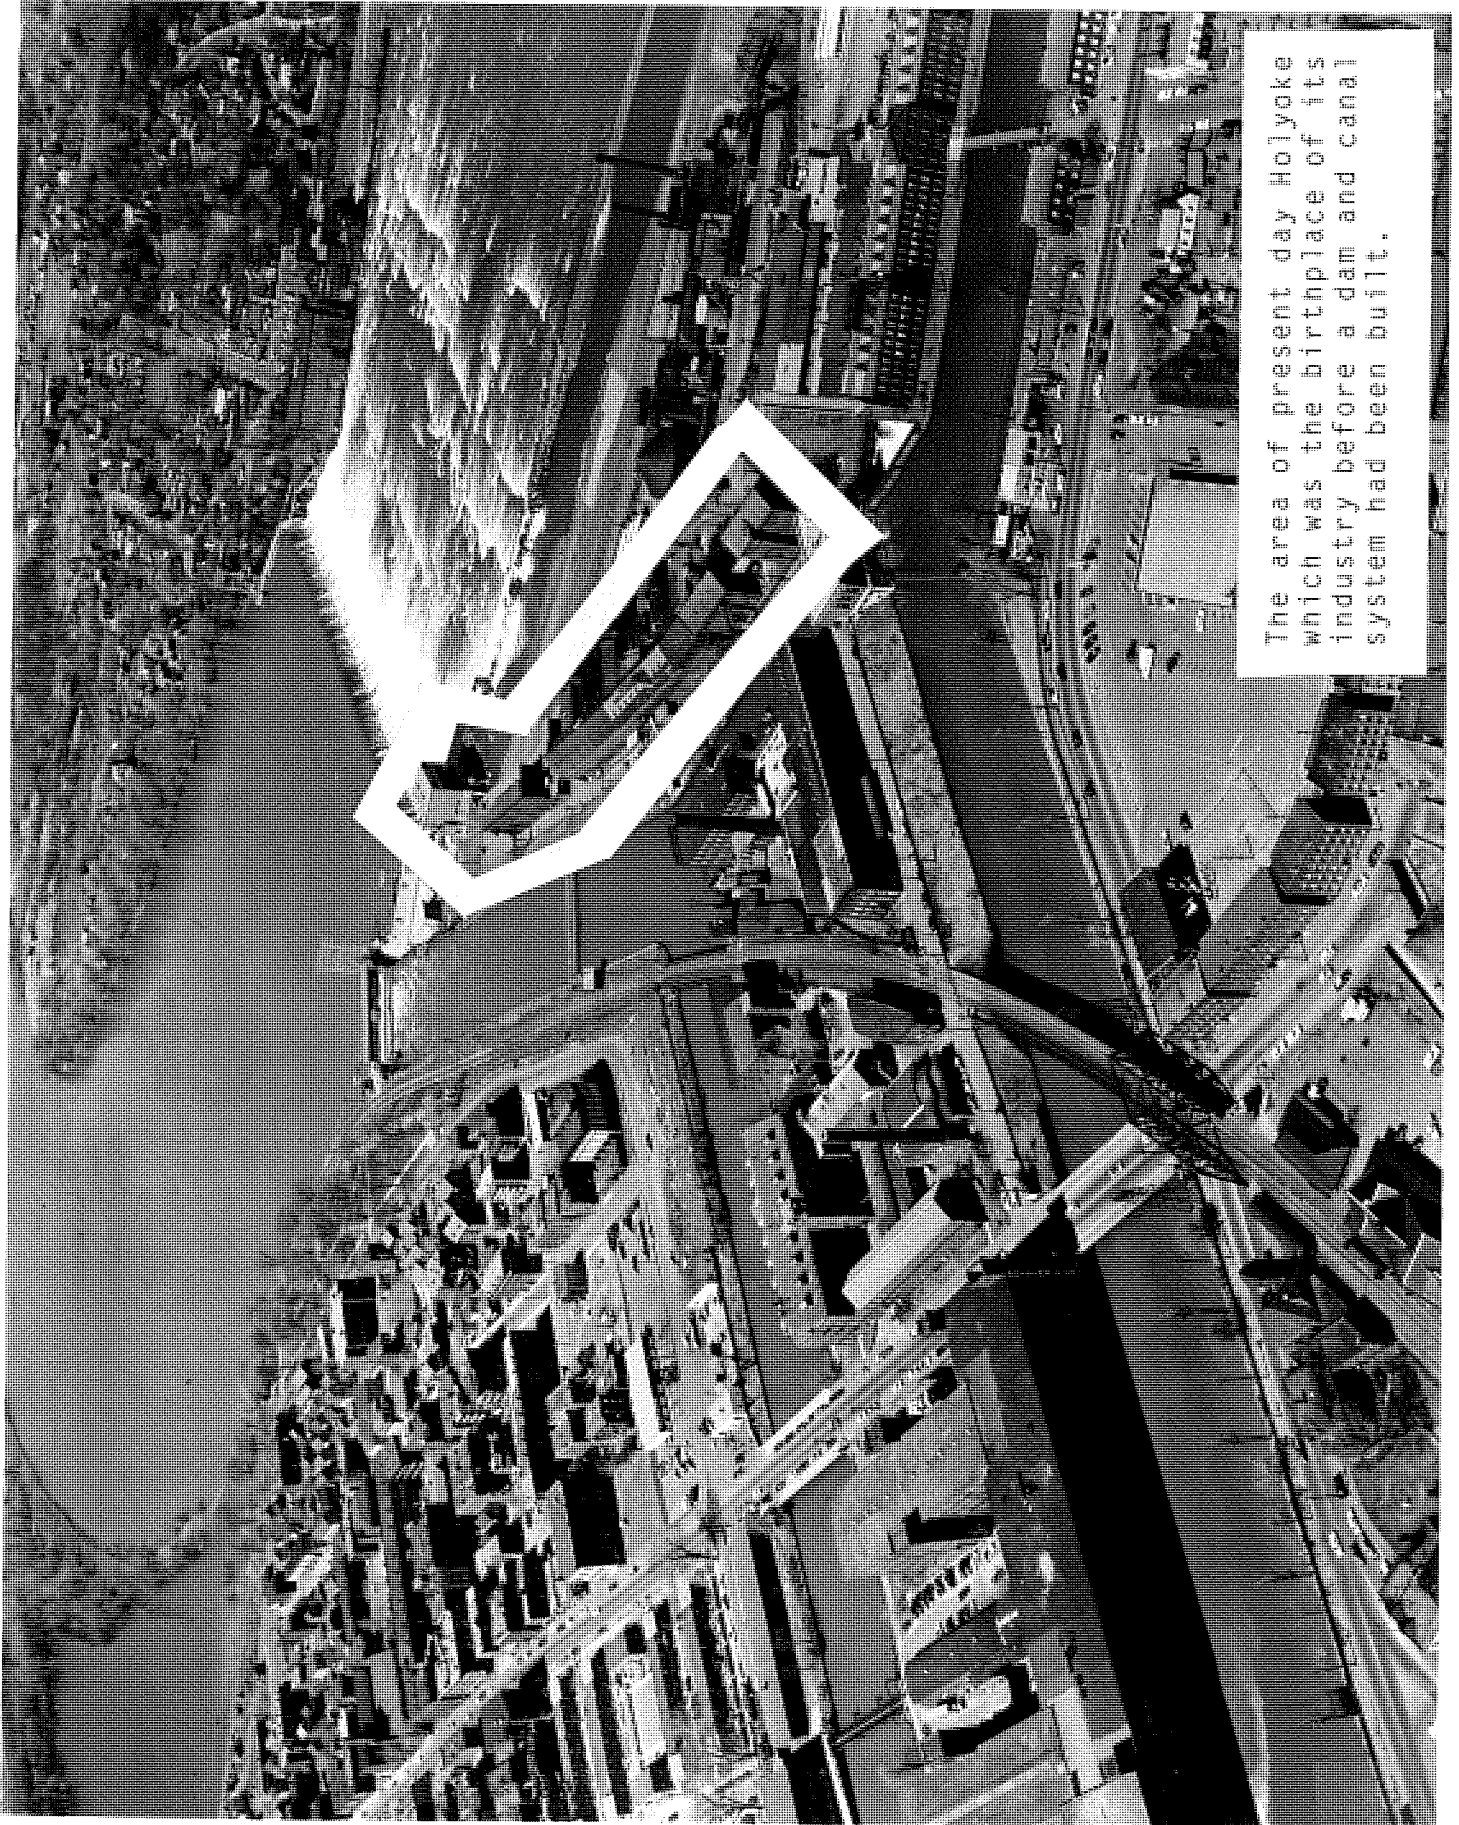 The area of present day Holyoke
which was the birthplace of its
industry before a dam and canal
system had been built.